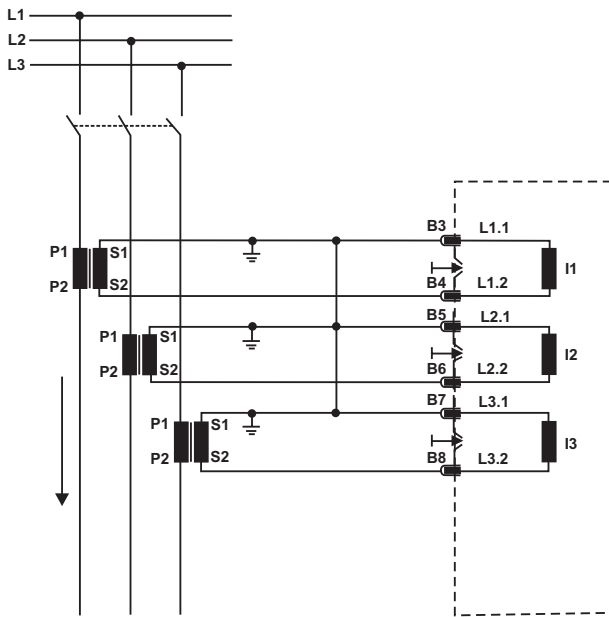 L1
L2
L3
B3 L1.1
P1 S1
I1
P2 S2
B4 L1.2
B5 L2.1
P1 S1
I2
P2 S2
B6 L2.2
B7 L3.1
P1 S1
I3
P2 S2
B8 L3.2